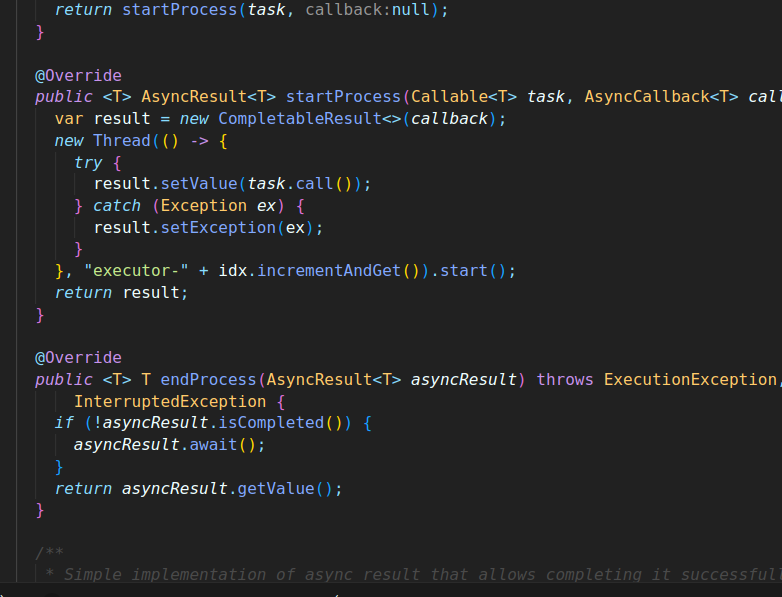 return startProcess(task, callback:null);
}
@Override
public <T> AsyncResult<T> startProcess(Callable<T> task, AsyncCallback<T>
var result = new CompletableResult<>(callback);
new Thread(() -> {
try {
result.setValue(task.call());
} catch (Exception ex) {
result.setException(ex);
}
}, "executor-" + idx.incrementAndGet()).start();
return result;
}
@Override
public <T> T endProcess(AsyncResult<T> asyncResult) throws ExecutionException,
InterruptedException {
if (!asyncResult.isCompleted()) {
asyncResult.await();
}
return asyncResult.getValue();
}
/**
* Simple implementation of async result that allows completing it